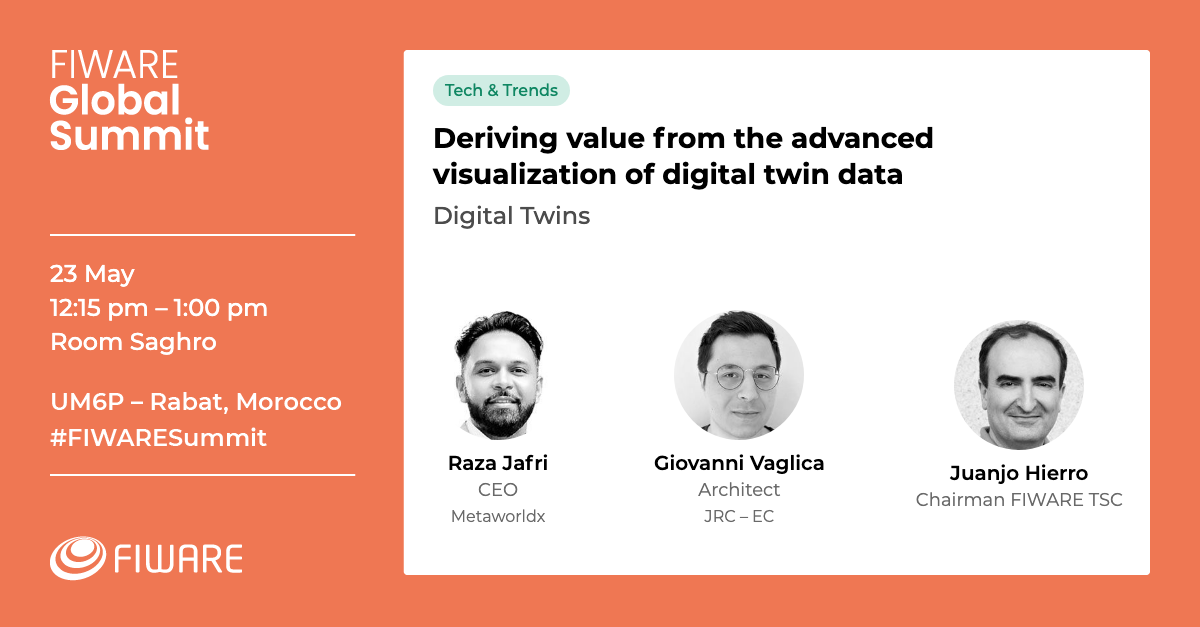 FIWARE
Global
Summit
23 May
12:15 pm – 1:00 pm
Room Saghro
UM6P – Rabat, Morocco
#FIWARESummit
FIWARE
Tech & Trends
Deriving value from the advanced
visualization of digital twin data
Digital Twins
Raza Jafri
CEO
Metaworldx
Giovanni Vaglica
Architect
JRC – EC
Juanjo Hierro
Chairman FIWARE TSC